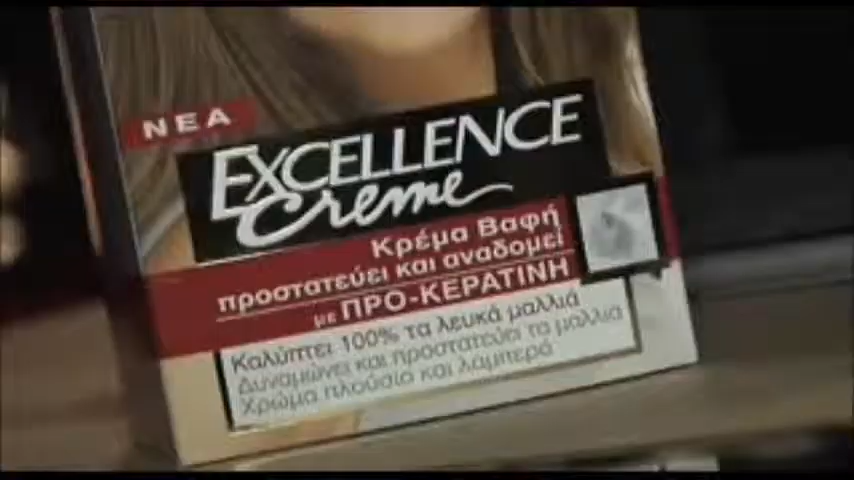 ΝΕΑ
EXCELLENCE
Creme
Κρέμα Βαφή
προστατεύει και αναδομεί
με ΠΡΟ-ΚΕΡΑΤΙΝΗ
Καλύπτει 100% τα λευκά μαλλιά
Δυναμώνει και προστατεύει τα μαλλιά
Χρώμα πλούσιο και λαμπερό